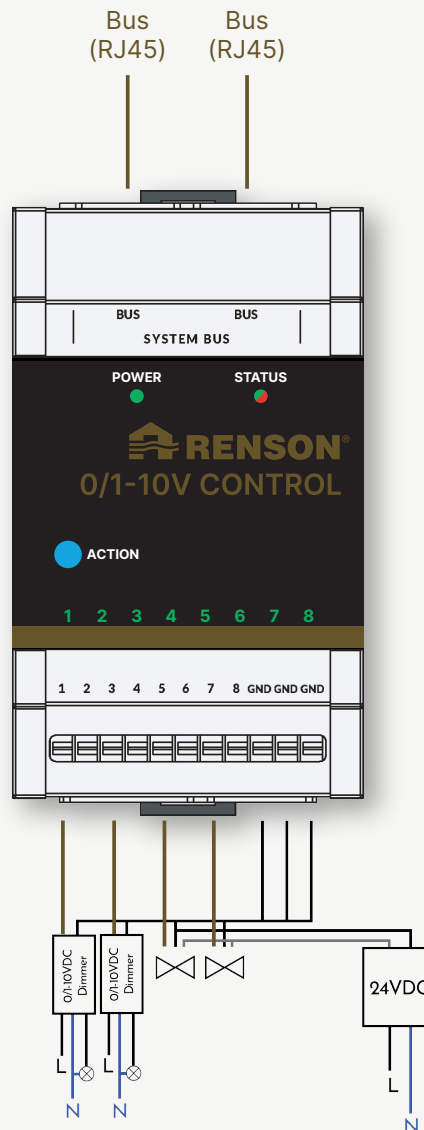 Bus Bus
(RJ45) (RJ45)
BUS BUS
SYSTEM BUS
POWER STATUS
RENSON®
0/1-10V CONTROL
ACTION
1 2 3 4 5 6 7 8
1 2 3 4 5 6 7 8 GND GND GND
0/1-10VDC
Dimmer
0/1-10VDC
Dimmer
24VDC
L L L
N N N